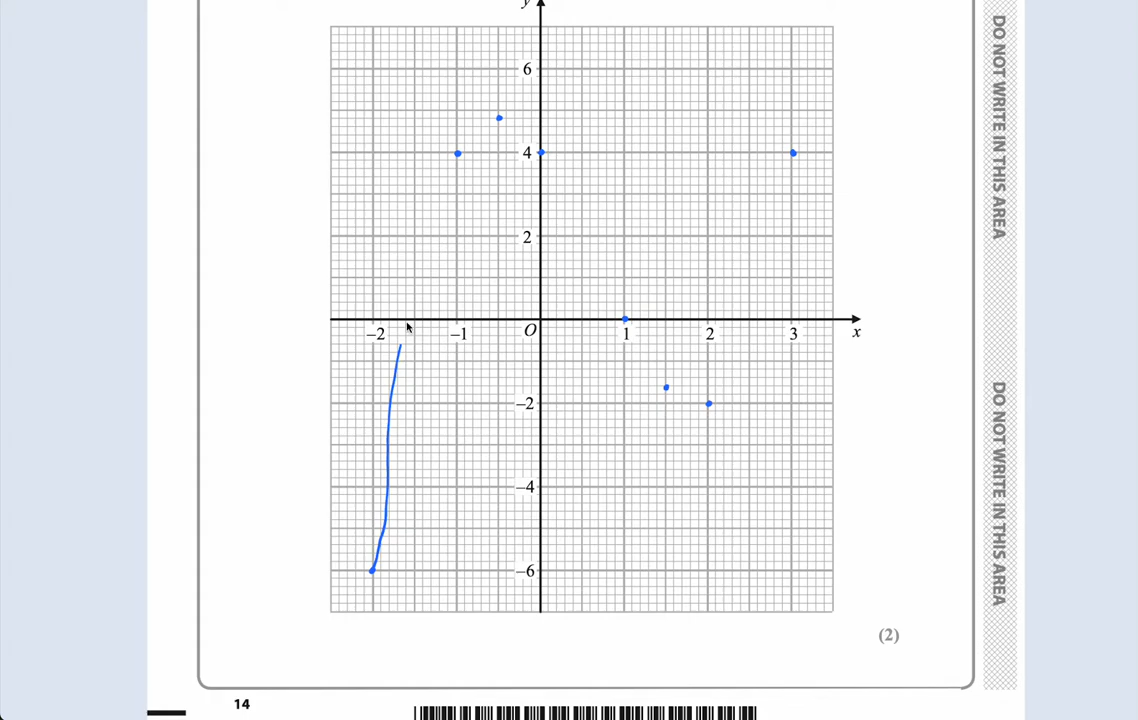 y
6
4
2
–2
–1
O
1
2
3
x
–2
–4
–6
(2)
14
DO NOT WRITE IN THIS AREA
DO NOT WRITE IN THIS AREA